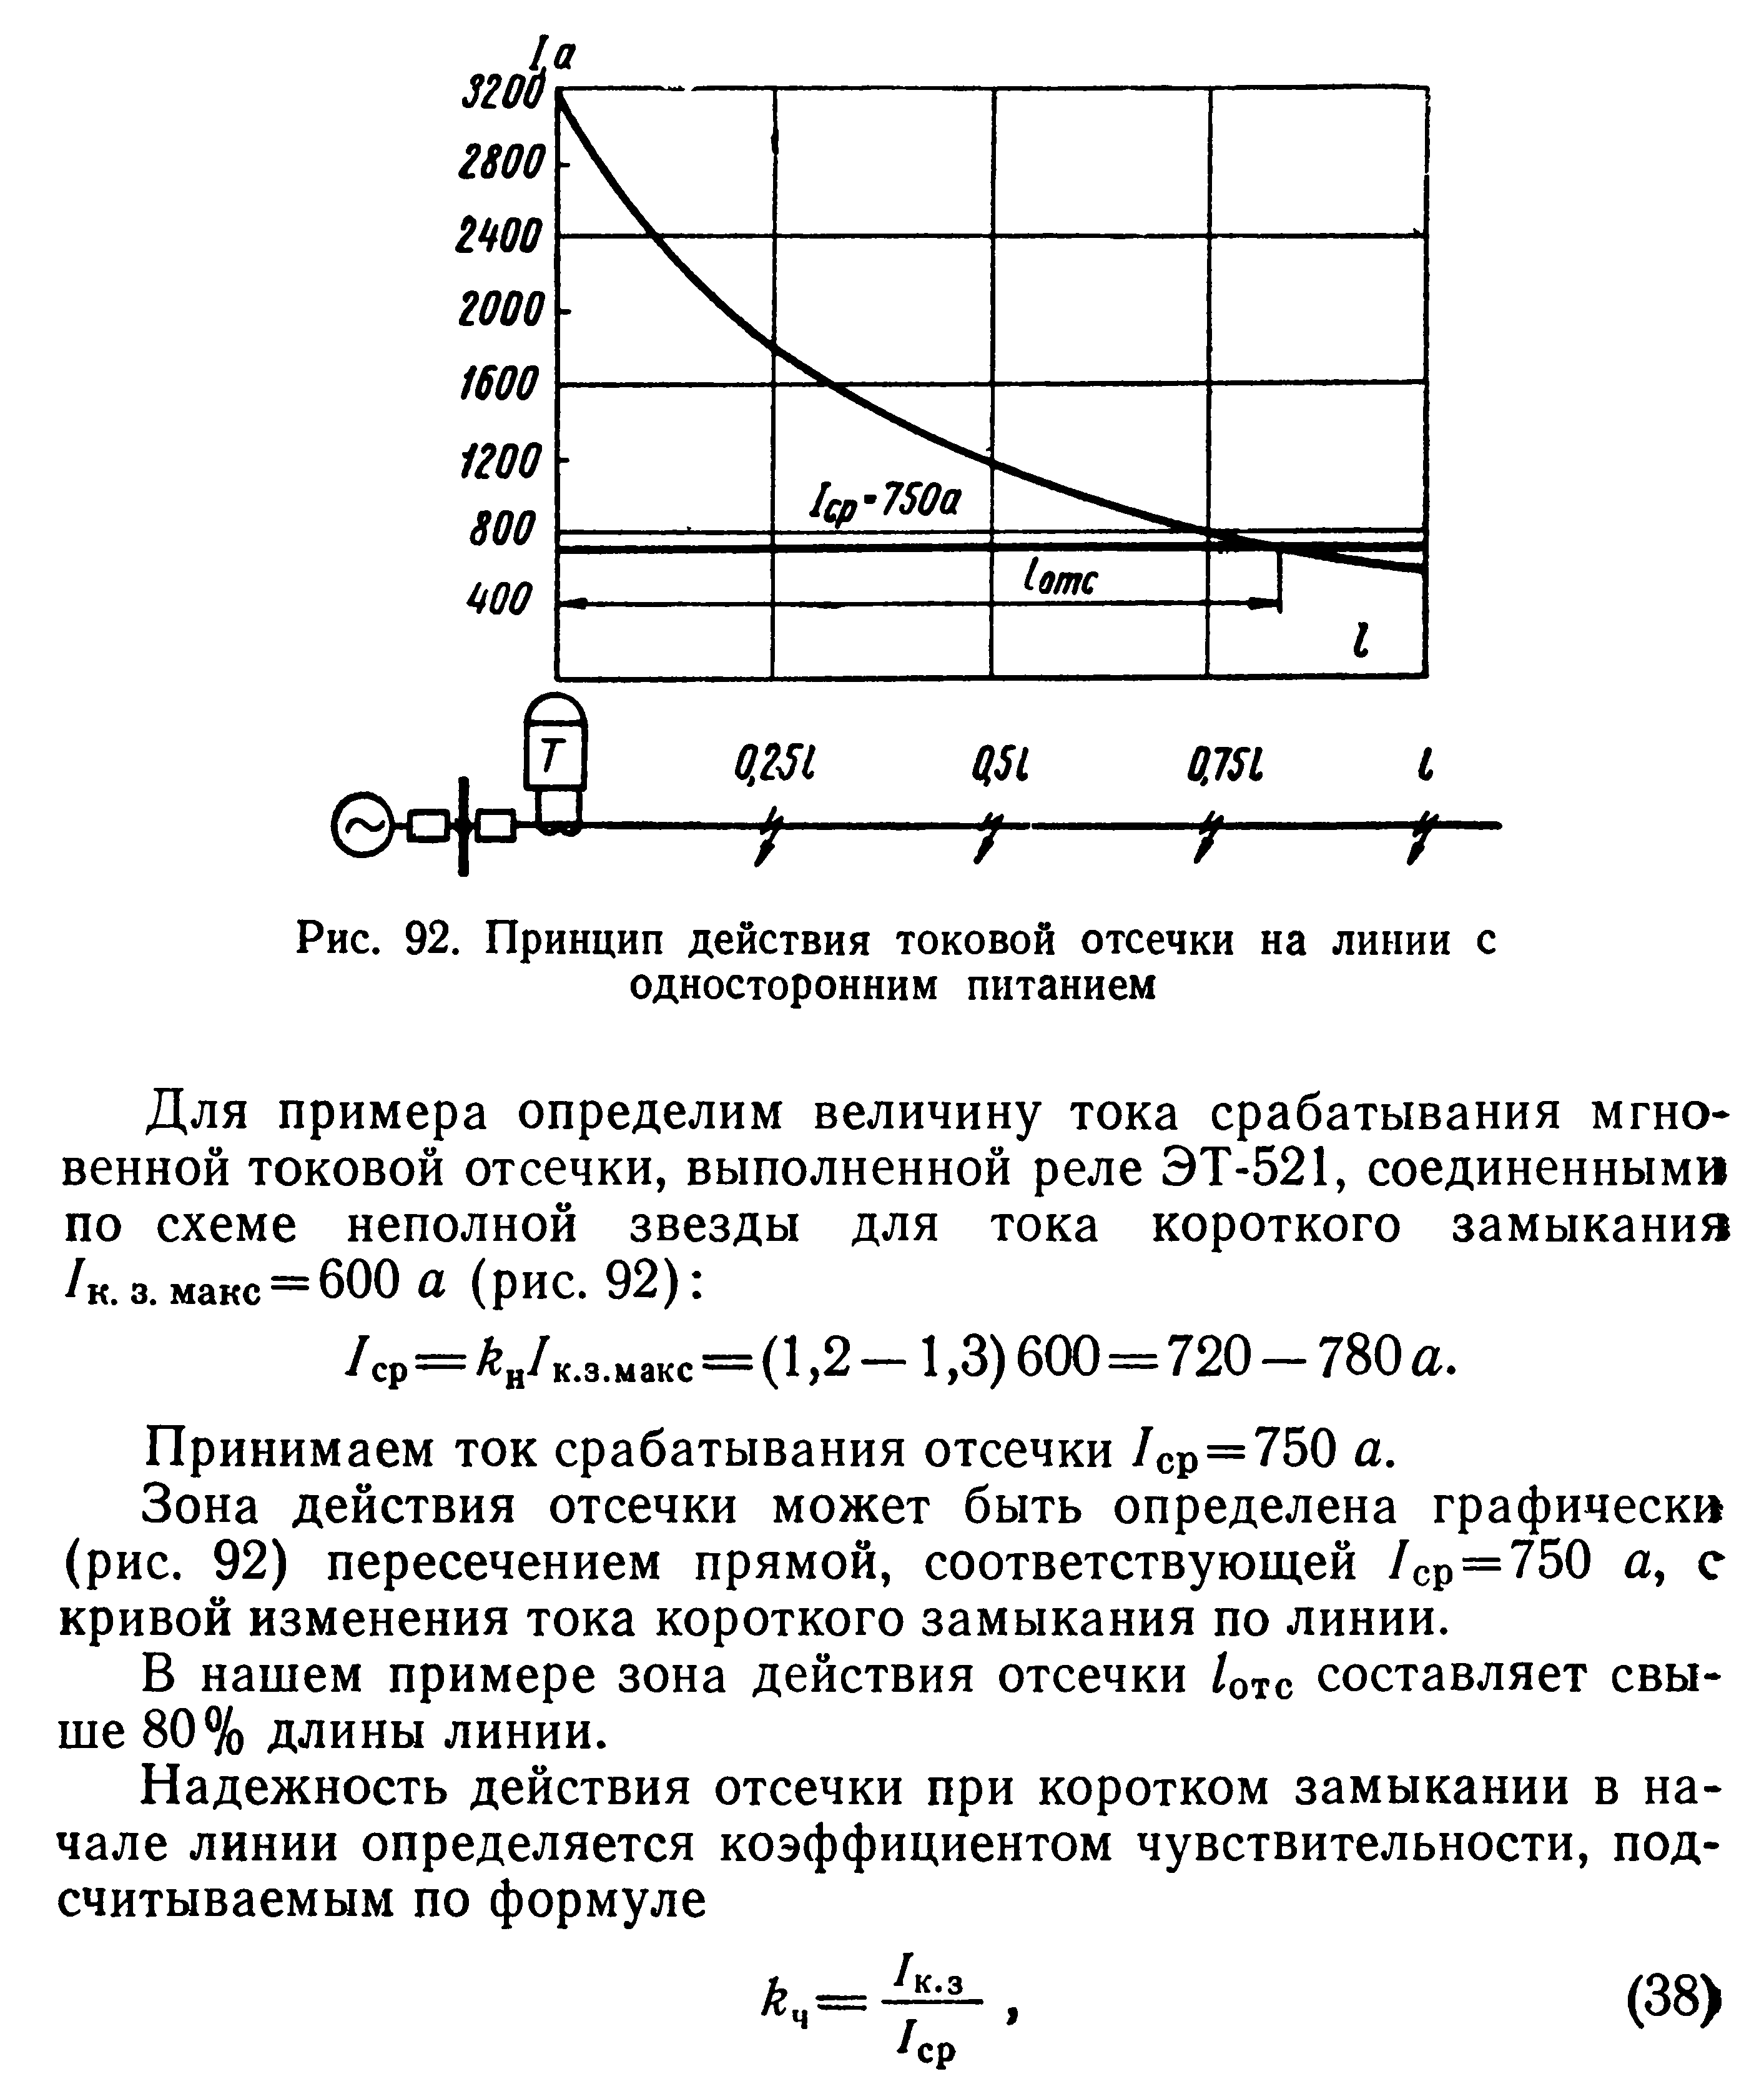 I,а
3200
2800
2400
2000
1600
1200
800
400
Iср=750а
lотс
l
T
0,25l 0,5l 0,75l l
Рис. 92. Принцип действия токовой отсечки на линии с
односторонним питанием
Для примера определим величину тока срабатывания мгно-
венной токовой отсечки, выполненной реле ЭТ-521, соединенными
по схеме неполной звезды для тока короткого замыкания
Iк. з. макс=600 а (рис. 92):
Iср=kнIк.з.макс=(1,2—1,3)600=720—780 а.
Принимаем ток срабатывания отсечки Iср=750 а.
Зона действия отсечки может быть определена графически
(рис. 92) пересечением прямой, соответствующей Iср=750 а, с
кривой изменения тока короткого замыкания по линии.
В нашем примере зона действия отсечки lотс составляет свы-
ше 80% длины линии.
Надежность действия отсечки при коротком замыкании в на-
чале линии определяется коэффициентом чувствительности, под-
считываемым по формуле
kч= Iк.з / Iср , (38)